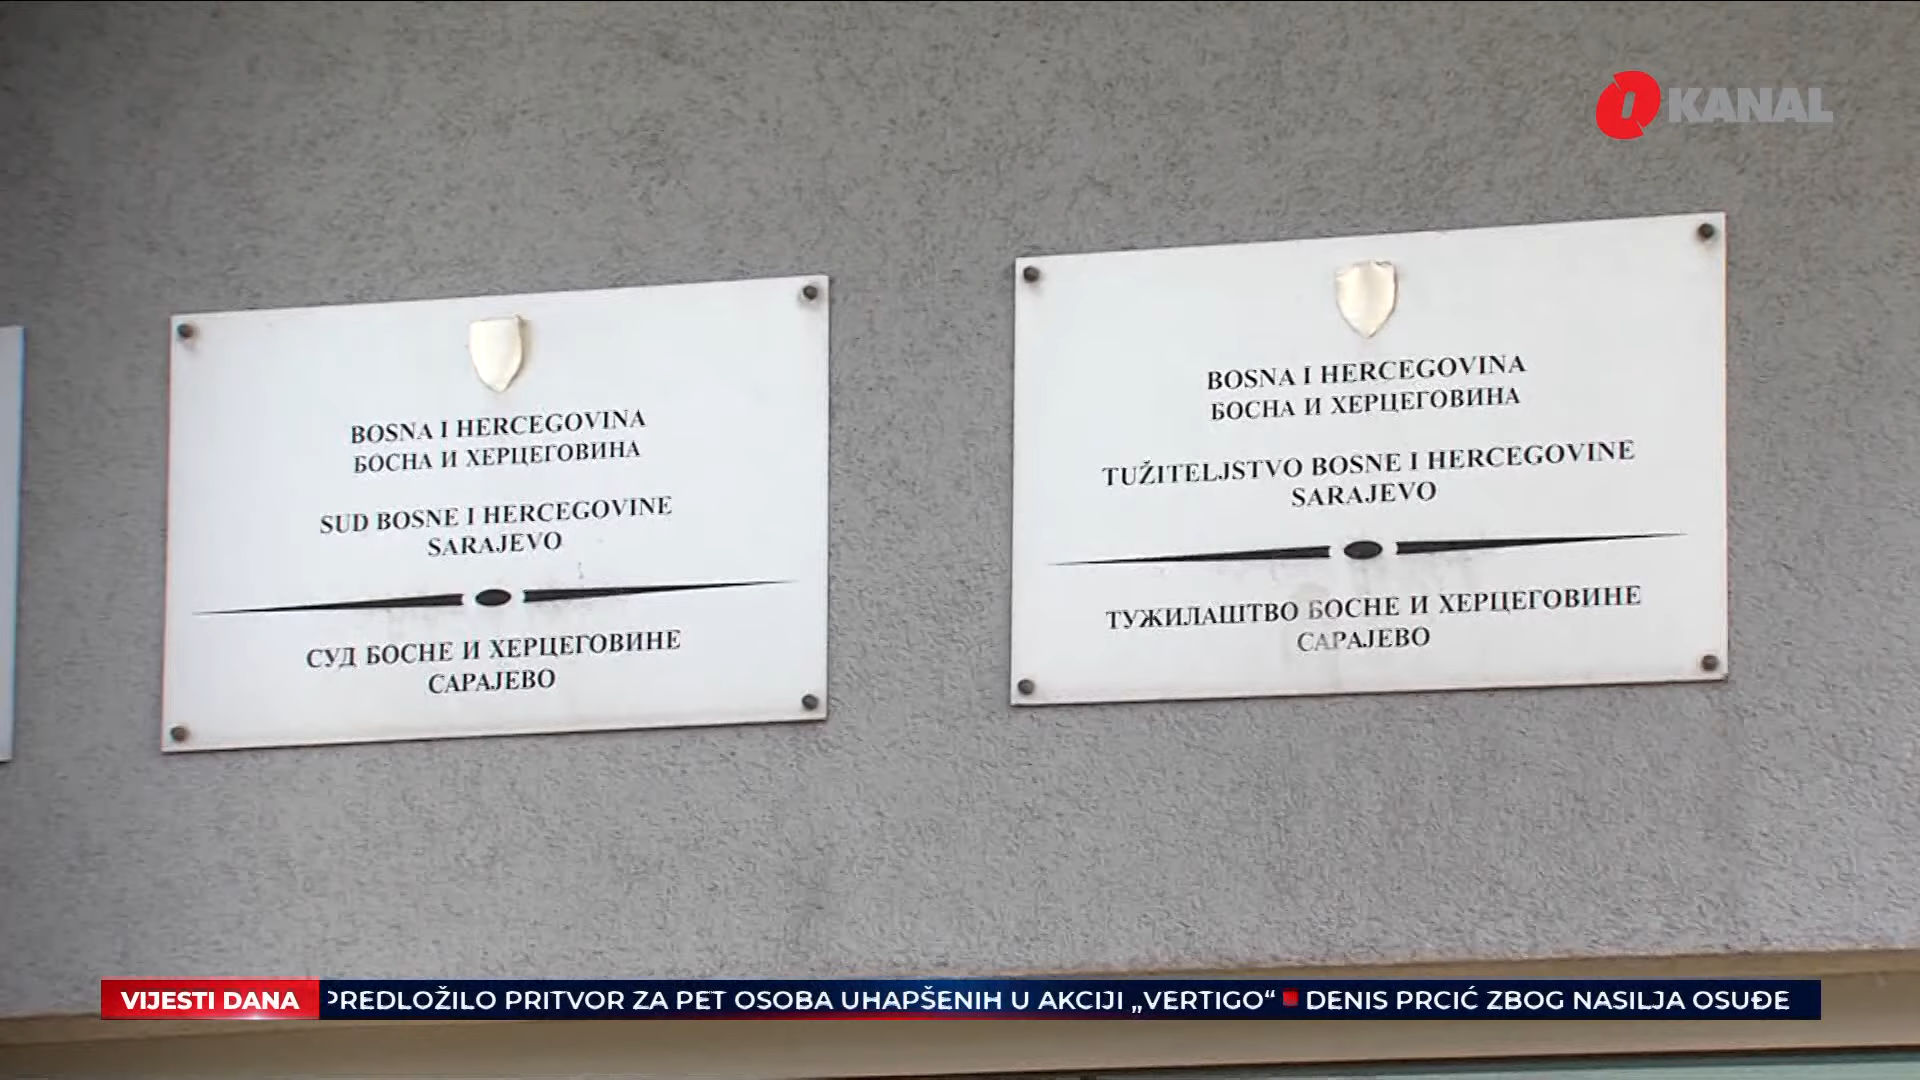 KANAL
BOSNA I HERCEGOVINA
БОСНА И ХЕРЦЕГОВИНА
SUD BOSNE I HERCEGOVINE
SARAJEVO
СУД БОСНЕ И ХЕРЦЕГОВИНЕ
САРАЈЕВО
BOSNA I HERCEGOVINA
БОСНА И ХЕРЦЕГОВИНА
TUŽITELJSTVO BOSNE I HERCEGOVINE
SARAJEVO
ТУЖИЛАШТВО БОСНЕ И ХЕРЦЕГОВИНЕ
САРАЈЕВО
VIJESTI DANA
PREDLOŽILO PRITVOR ZA PET OSOBA UHAPŠENIH U AKCIJI „VERTIGO“ ■ DENIS PRCIĆ ZBOG NASILJA OSUĐE